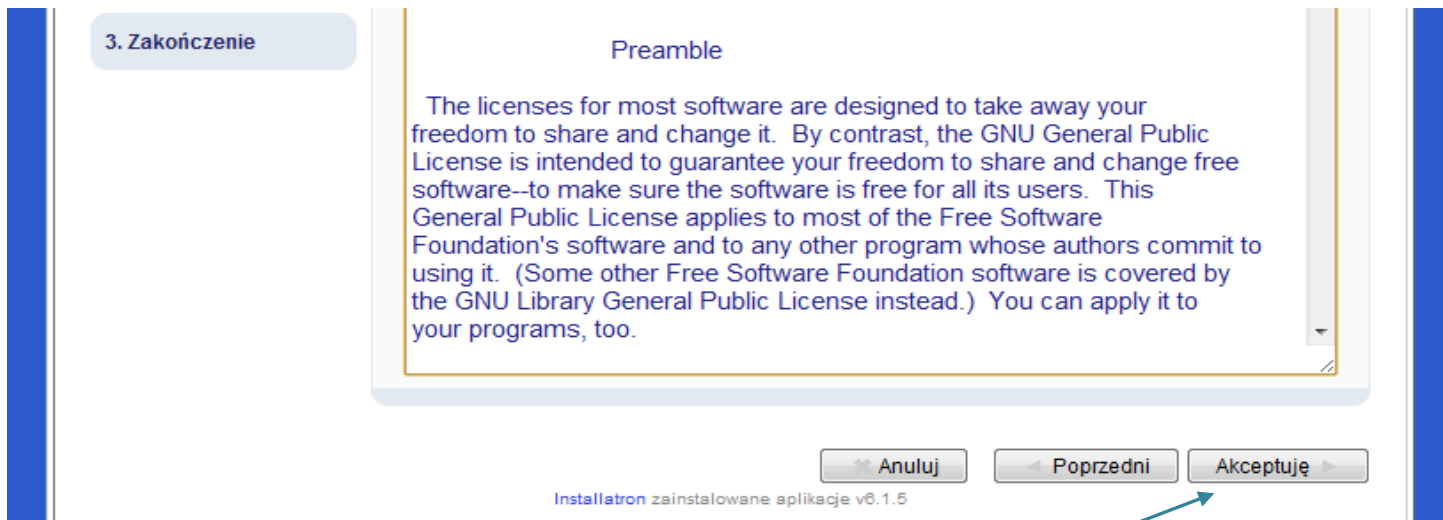 3. Zakończenie
Preamble
The licenses for most software are designed to take away your
freedom to share and change it.  By contrast, the GNU General Public
License is intended to guarantee your freedom to share and change free
software--to make sure the software is free for all its users.  This
General Public License applies to most of the Free Software
Foundation's software and to any other program whose authors commit to
using it.  (Some other Free Software Foundation software is covered by
the GNU Library General Public License instead.)  You can apply it to
your programs, too.
Anuluj Poprzedni Akceptuję
Installatron zainstalowane aplikacje v6.1.5